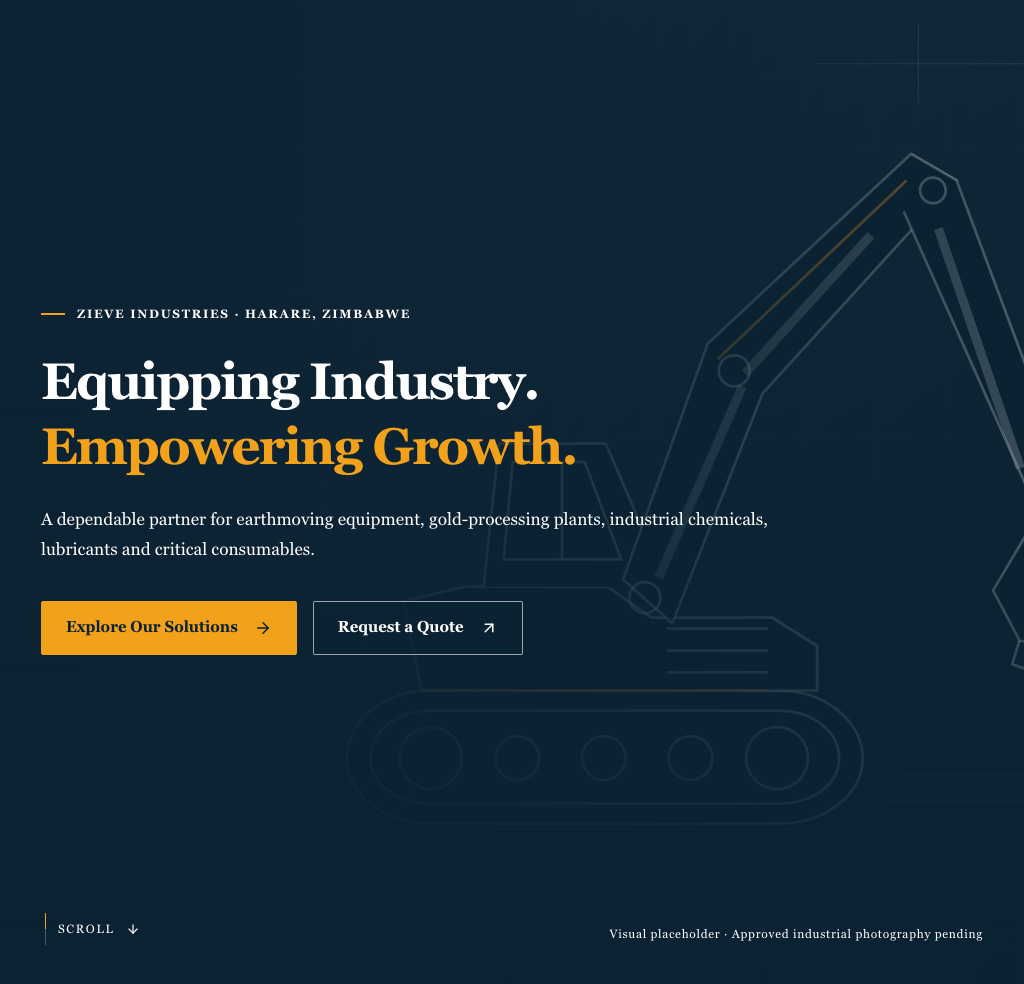 ZIEVE INDUSTRIES · HARARE, ZIMBABWE
Equipping Industry.
Empowering Growth.
A dependable partner for earthmoving equipment, gold-processing plants, industrial chemicals,
lubricants and critical consumables.
Explore Our Solutions → Request a Quote ↗
SCROLL ↓
Visual placeholder · Approved industrial photography pending